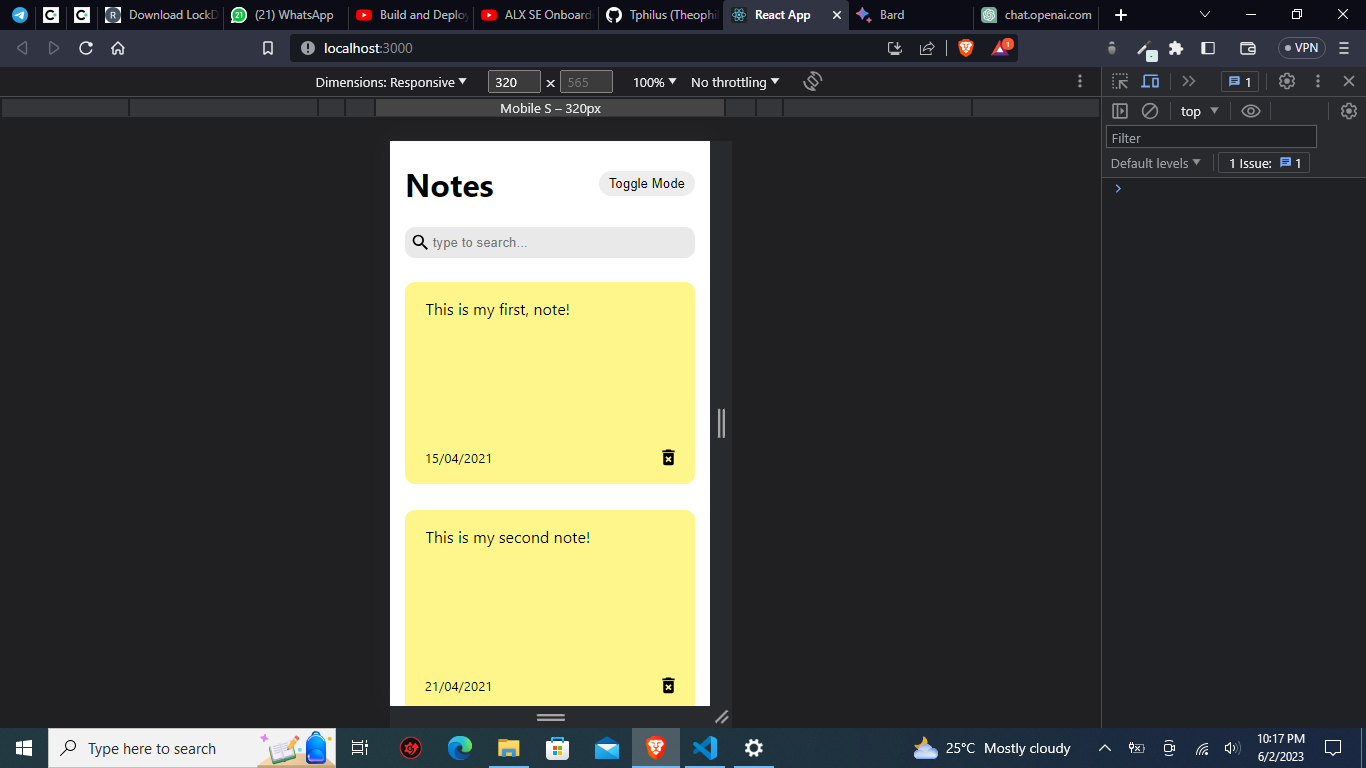 Download LockD
(21) WhatsApp
Build and Deploy
ALX SE Onboard
Tphilus (Theophi
React App
Bard
chat.openai.com
localhost:3000
1
VPN
Dimensions: Responsive
320
×
565
100%
No throttling
1
Mobile S – 320px
top
Filter
Default levels
1 Issue:
1
Notes
Toggle Mode
type to search...
This is my first, note!
15/04/2021
This is my second note!
21/04/2021
Type here to search
25°C Mostly cloudy
10:17 PM
6/2/2023